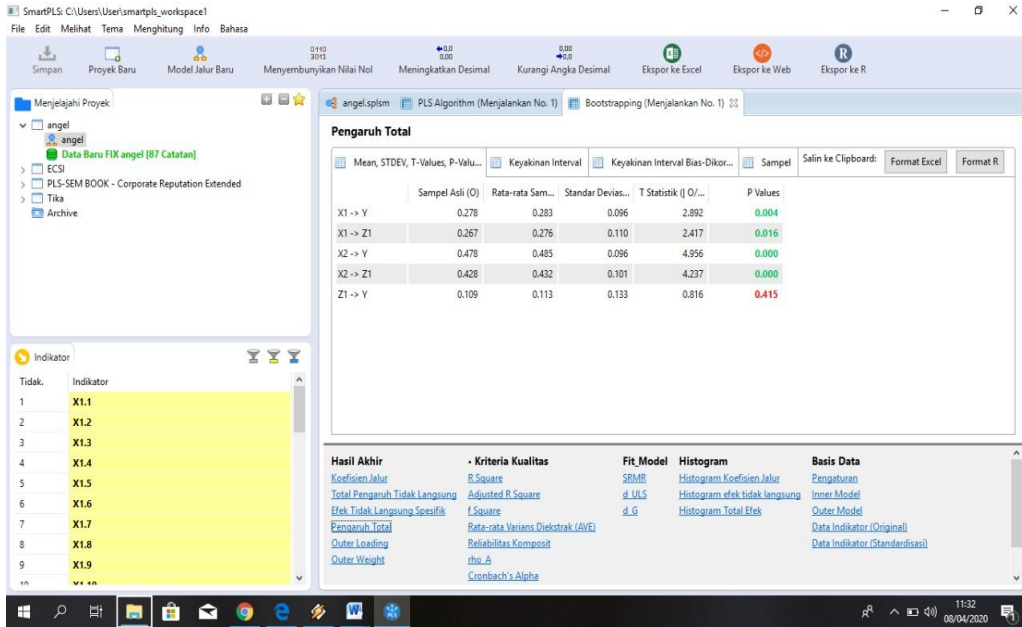 SmartPLS: C:\Users\User\smartpls_workspace1
File Edit Melihat Tema Menghitung Info Bahasa
Simpan Proyek Baru Model Jalur Baru Menyembunyikan Nilai Nol Meningkatkan Desimal Kurangi Angka Desimal Ekspor ke Excel Ekspor ke Web Ekspor ke R
Menjelajahi Proyek
angel
angel
Data Baru FIX angel [87 Catatan]
ECSI
PLS-SEM BOOK - Corporate Reputation Extended
Tika
Archive
Indikator
Tidak. Indikator
1 X1.1
2 X1.2
3 X1.3
4 X1.4
5 X1.5
6 X1.6
7 X1.7
8 X1.8
9 X1.9
10 X1.10
angel.splsm PLS Algorithm (Menjalankan No. 1) Bootstrapping (Menjalankan No. 1)
Pengaruh Total
Mean, STDEV, T-Values, P-Valu... Keyakinan Interval Keyakinan Interval Bias-Dikor... Sampel Salin ke Clipboard: Format Excel Format R
Sampel Asli (O) Rata-rata Sam... Standar Devias... T Statistik (| O/... P Values
X1 -> Y 0.278 0.283 0.096 2.892 0.004
X1 -> Z1 0.267 0.276 0.110 2.417 0.016
X2 -> Y 0.478 0.485 0.096 4.956 0.000
X2 -> Z1 0.428 0.432 0.101 4.237 0.000
Z1 -> Y 0.109 0.113 0.133 0.816 0.415
Hasil Akhir · Kriteria Kualitas Fit_Model Histogram Basis Data
Koefisien Jalur R Square SRMR Histogram Koefisien Jalur Pengaturan
Total Pengaruh Tidak Langsung Adjusted R Square d_ULS Histogram efek tidak langsung Inner Model
Efek Tidak Langsung Spesifik f Square d_G Histogram Total Efek Outer Model
Pengaruh Total Rata-rata Varians Diekstrak (AVE) Data Indikator (Original)
Outer Loading Reliabilitas Komposit Data Indikator (Standardisasi)
Outer Weight rho_A
Cronbach's Alpha
11:32
08/04/2020